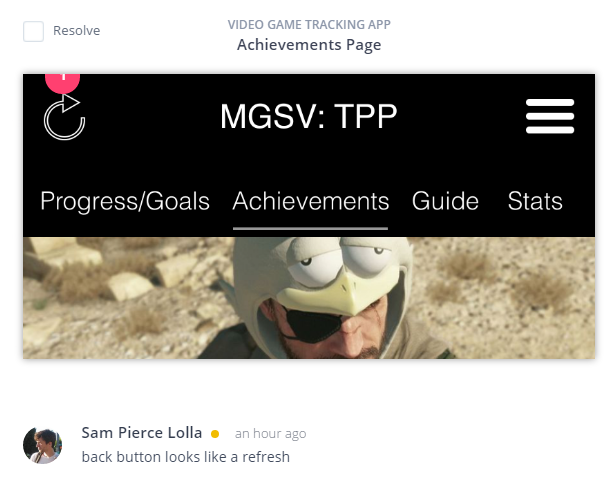 Resolve
VIDEO GAME TRACKING APP
Achievements Page
MGSV: TPP
Progress/Goals Achievements Guide Stats
Sam Pierce Lolla an hour ago
back button looks like a refresh